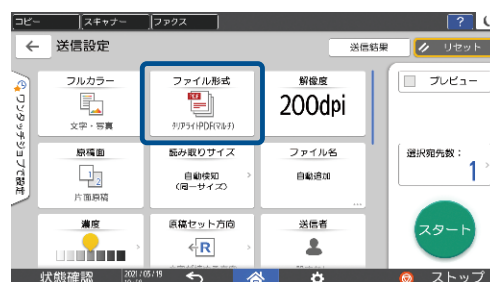 コピー スキャナー ファクス ?
← 送信設定 送信結果 リセット
フルカラー ファイル形式 解像度 プレビュー
200dpi
文字・写真 クリアライトPDF(マルチ)
原稿面 読み取りサイズ ファイル名 選択宛先数：
1
2
自動検知 自動追加 1
(同一サイズ)
片面原稿
濃度 原稿セット方向 送信者
R
スタート
ワンタッチジョブで設定
状態確認 2021/05/19 ストップ